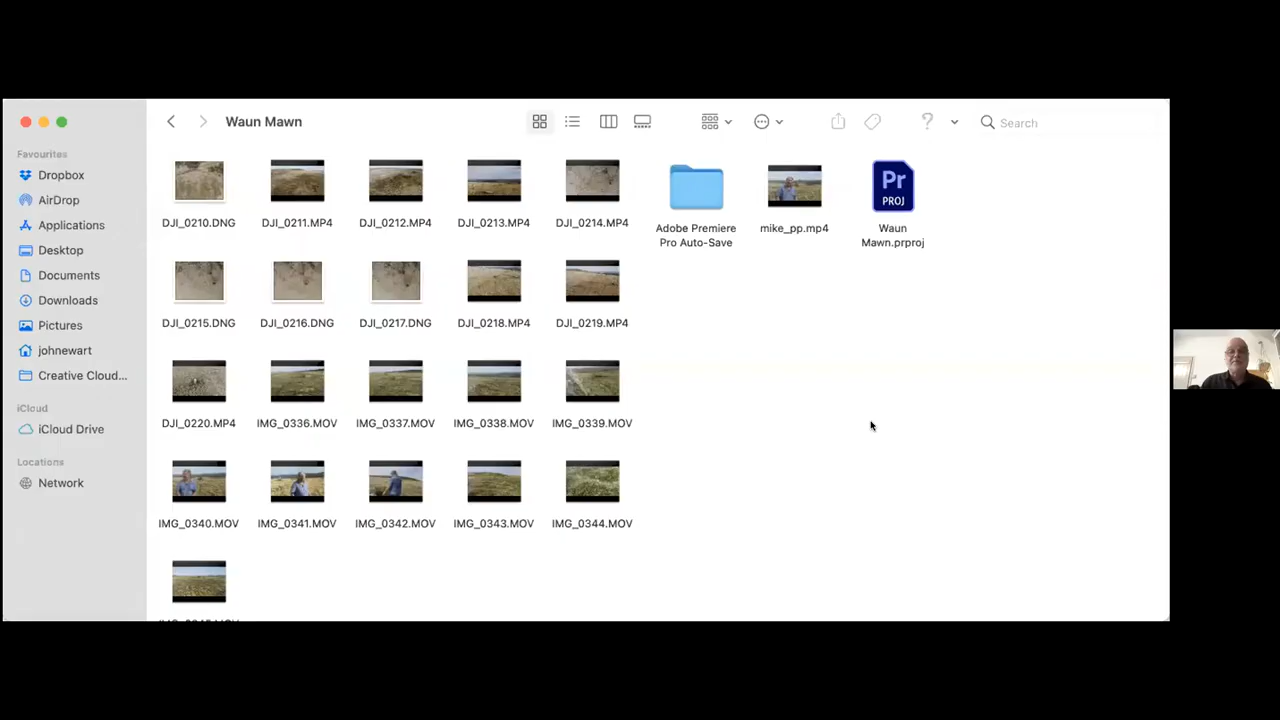 Waun Mawn
Search
Favourites
Dropbox
AirDrop
Applications
Desktop
Documents
Downloads
Pictures
johnewart
Creative Cloud...
iCloud
iCloud Drive
Locations
Network
DJI_0210.DNG
DJI_0211.MP4
DJI_0212.MP4
DJI_0213.MP4
DJI_0214.MP4
Adobe Premiere
Pro Auto-Save
mike_pp.mp4
Pr
PROJ
Waun
Mawn.prproj
DJI_0215.DNG
DJI_0216.DNG
DJI_0217.DNG
DJI_0218.MP4
DJI_0219.MP4
DJI_0220.MP4
IMG_0336.MOV
IMG_0337.MOV
IMG_0338.MOV
IMG_0339.MOV
IMG_0340.MOV
IMG_0341.MOV
IMG_0342.MOV
IMG_0343.MOV
IMG_0344.MOV